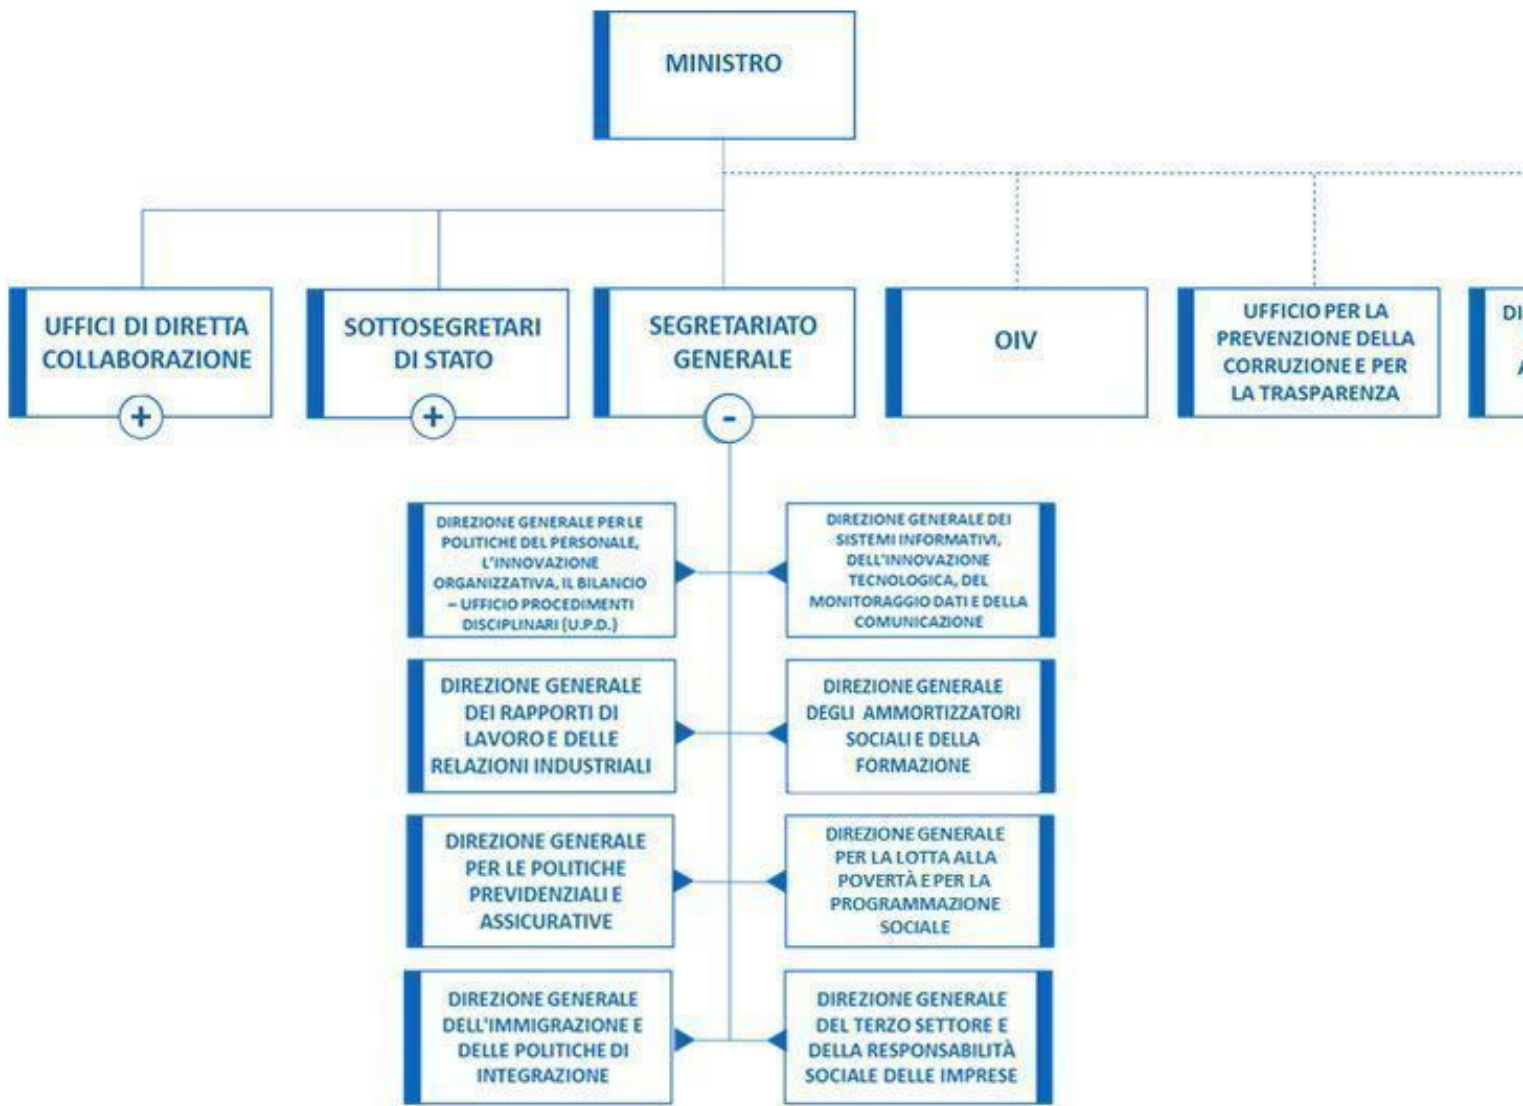 MINISTRO
UFFICI DI DIRETTA
COLLABORAZIONE
+
SOTTOSEGRETARI
DI STATO
+
SEGRETARIATO
GENERALE
-
OIV
UFFICIO PER LA
PREVENZIONE DELLA
CORRUZIONE E PER
LA TRASPARENZA
DIREZIONE GENERALE PER LE
POLITICHE DEL PERSONALE,
L'INNOVAZIONE
ORGANIZZATIVA, IL BILANCIO
– UFFICIO PROCEDIMENTI
DISCIPLINARI (U.P.D.)
DIREZIONE GENERALE DEI
SISTEMI INFORMATIVI,
DELL'INNOVAZIONE
TECNOLOGICA, DEL
MONITORAGGIO DATI E DELLA
COMUNICAZIONE
DIREZIONE GENERALE
DEI RAPPORTI DI
LAVORO E DELLE
RELAZIONI INDUSTRIALI
DIREZIONE GENERALE
DEGLI AMMORTIZZATORI
SOCIALI E DELLA
FORMAZIONE
DIREZIONE GENERALE
PER LE POLITICHE
PREVIDENZIALI E
ASSICURATIVE
DIREZIONE GENERALE
PER LA LOTTA ALLA
POVERTÀ E PER LA
PROGRAMMAZIONE
SOCIALE
DIREZIONE GENERALE
DELL'IMMIGRAZIONE E
DELLE POLITICHE DI
INTEGRAZIONE
DIREZIONE GENERALE
DEL TERZO SETTORE E
DELLA RESPONSABILITÀ
SOCIALE DELLE IMPRESE